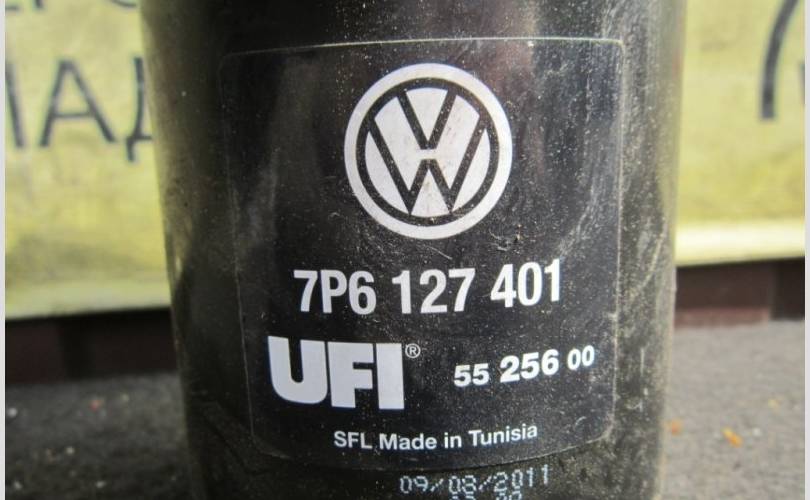 7P6 127 401
UFI® 55 256 00
SFL Made in Tunisia
09/08/2011